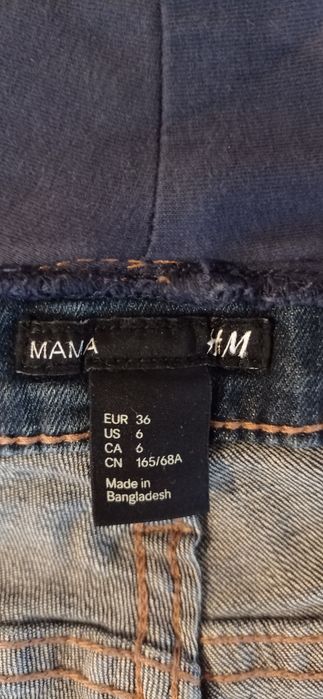 MAMA H&M
EUR 36
US 6
CA 6
CN 165/68A
Made in
Bangladesh